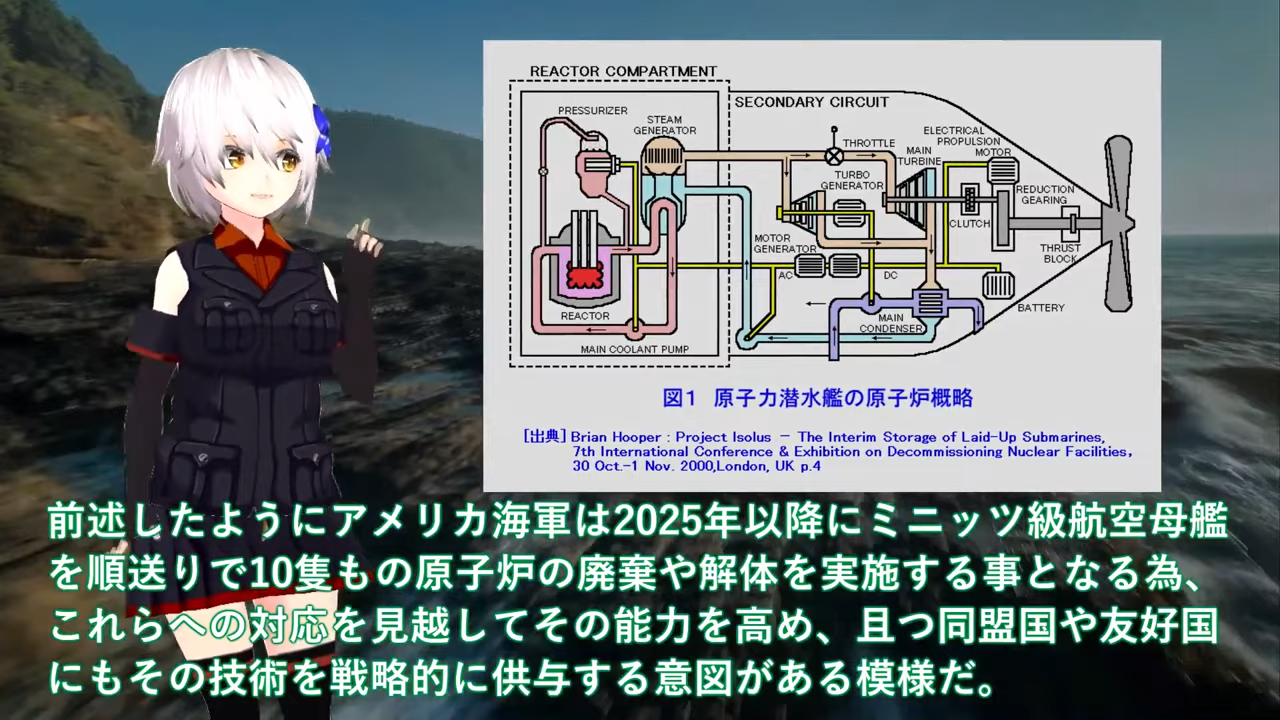 REACTOR COMPARTMENT
SECONDARY CIRCUIT
PRESSURIZER
STEAM
GENERATOR
THROTTLE
ELECTRICAL
PROPULSION
MOTOR
MAIN
TURBINE
TURBO
GENERATOR
REDUCTION
GEARING
CLUTCH
MOTOR
GENERATOR
THRUST
BLOCK
AC
DC
BATTERY
REACTOR
MAIN
CONDENSER
MAIN COOLANT PUMP
図1 原子力潜水艦の原子炉概略
[出典] Brian Hooper : Project Isolus － The Interim Storage of Laid-Up Submarines,
7th International Conference & Exhibition on Decommissioning Nuclear Facilities,
30 Oct.-1 Nov. 2000,London, UK p.4
前述したようにアメリカ海軍は2025年以降にミニッツ級航空母艦
を順送りで10隻もの原子炉の廃棄や解体を実施する事となる為、
これらへの対応を見越してその能力を高め、且つ同盟国や友好国
にもその技術を戦略的に供与する意図がある模様だ。